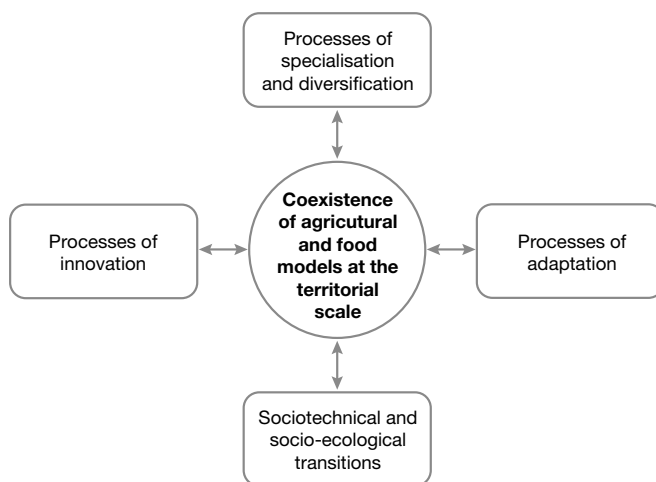 Processes of
specialisation
and diversification
Processes of
innovation
Coexistence
of agricutural
and food
models at the
territorial
scale
Processes of
adaptation
Sociotechnical and
socio-ecological
transitions